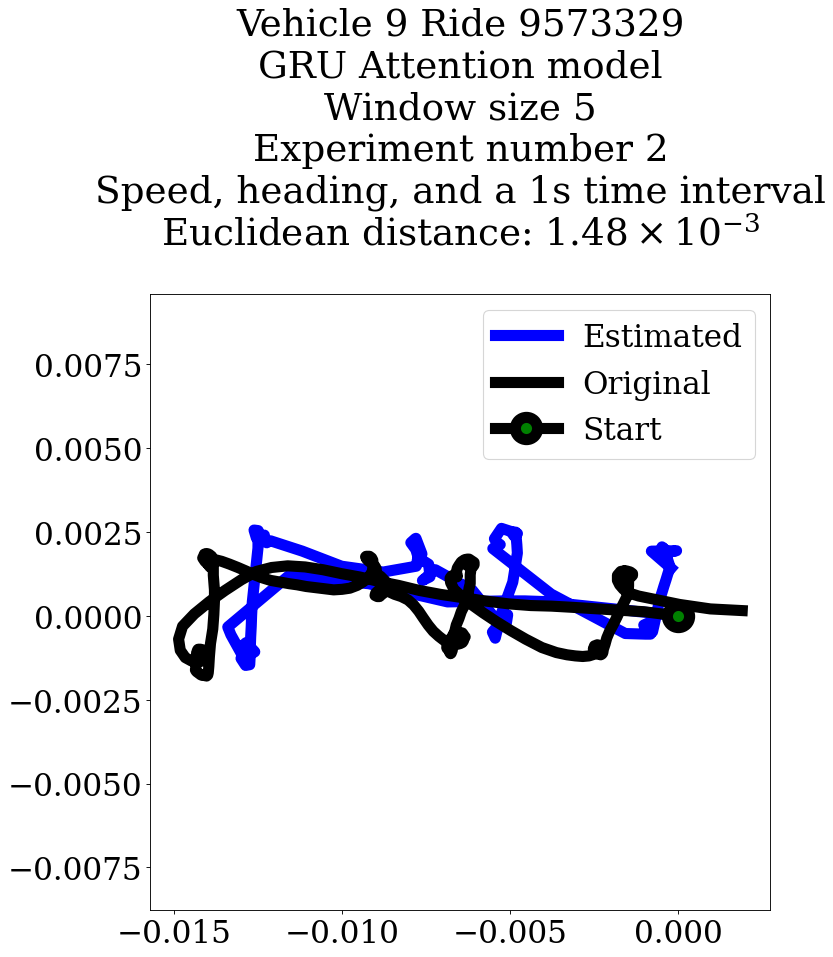 Vehicle 9 Ride 9573329
GRU Attention model
Window size 5
Experiment number 2
Speed, heading, and a 1s time interval
Euclidean distance: 1.48 × 10⁻³
Estimated
Original
Start
0.0075
0.0050
0.0025
0.0000
−0.0025
−0.0050
−0.0075
−0.015
−0.010
−0.005
0.000